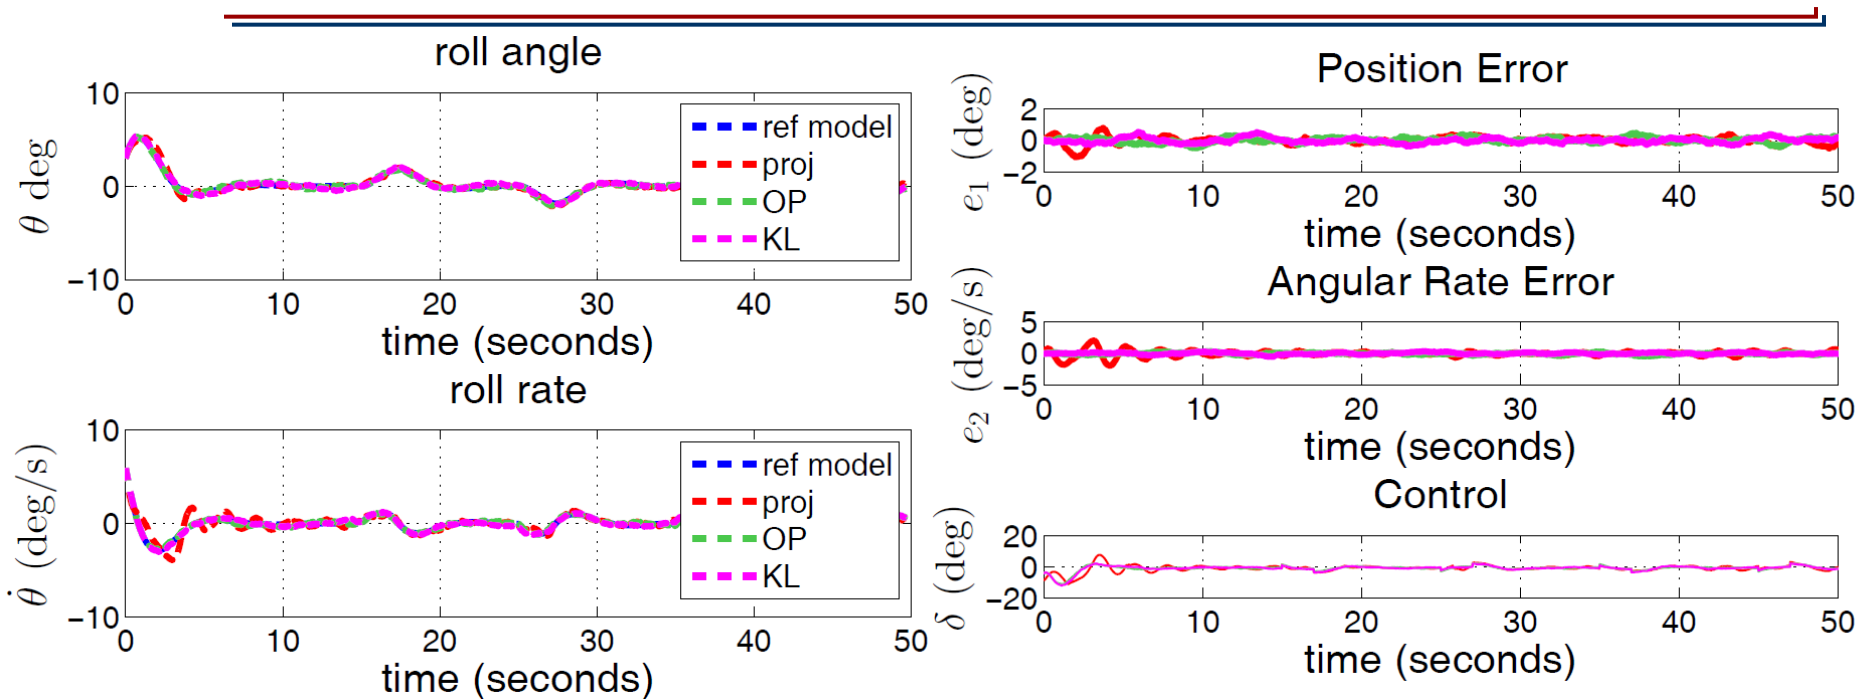 roll angle
10
0
−10
θ deg
ref model
proj
OP
KL
0 10 20 30 40 50
time (seconds)
roll rate
10
0
−10
θ̇ (deg/s)
ref model
proj
OP
KL
0 10 20 30 40 50
time (seconds)
Position Error
2
0
−2
e₁ (deg)
0 10 20 30 40 50
time (seconds)
Angular Rate Error
5
0
−5
e₂ (deg/s)
0 10 20 30 40 50
time (seconds)
Control
20
0
−20
δ (deg)
0 10 20 30 40 50
time (seconds)